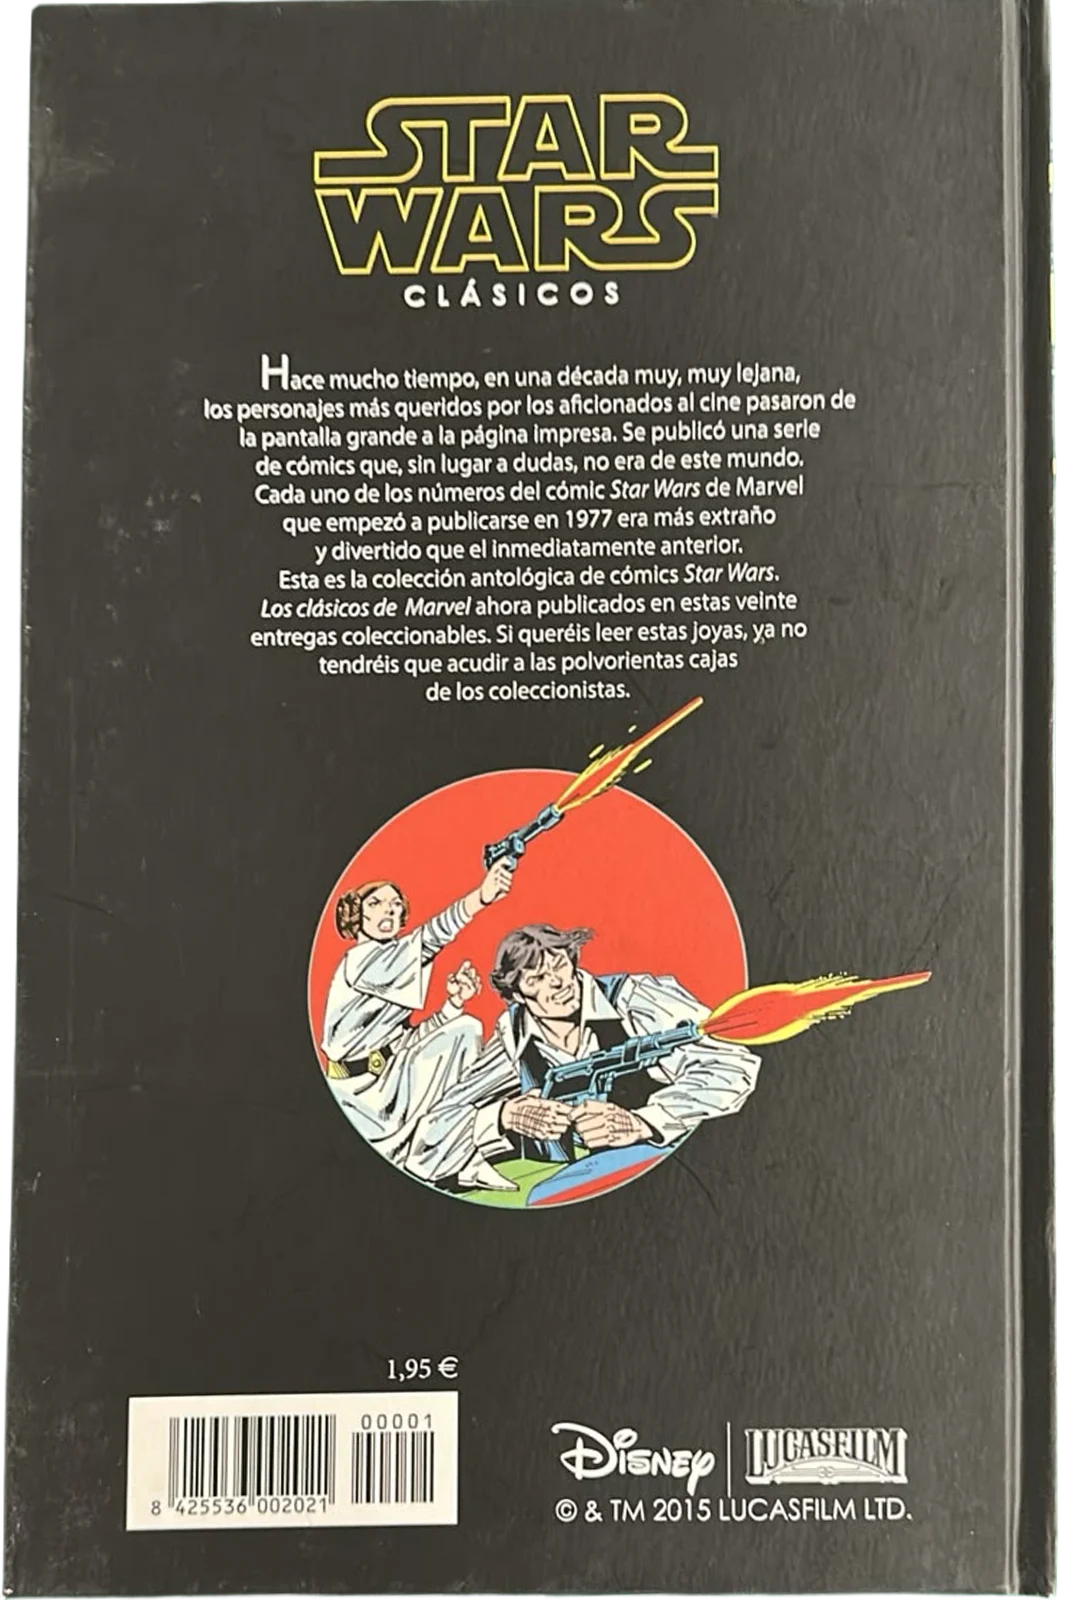 STAR
WARS
CLÁSICOS
Hace mucho tiempo, en una década muy, muy lejana,
los personajes más queridos por los aficionados al cine pasaron de
la pantalla grande a la página impresa. Se publicó una serie
de cómics que, sin lugar a dudas, no era de este mundo.
Cada uno de los números del cómic Star Wars de Marvel
que empezó a publicarse en 1977 era más extraño
y divertido que el inmediatamente anterior.
Esta es la colección antológica de cómics Star Wars.
Los clásicos de Marvel ahora publicados en estas veinte
entregas coleccionables. Si queréis leer estas joyas, ya no
tendréis que acudir a las polvorientas cajas
de los coleccionistas.
1,95 €
00001
8 425536 002021
Disney | LUCASFILM
© & TM 2015 LUCASFILM LTD.